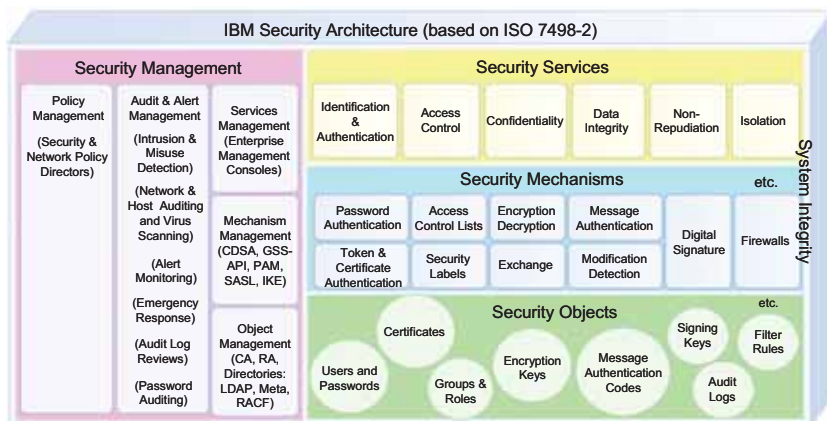 IBM Security Architecture (based on ISO 7498-2)
Security Management
Policy
Management
(Security &
Network Policy
Directors)
Audit & Alert
Management
(Intrusion &
Misuse
Detection)
(Network &
Host Auditing
and Virus
Scanning)
(Alert
Monitoring)
(Emergency
Response)
(Audit Log
Reviews)
(Password
Auditing)
Services
Management
(Enterprise
Management
Consoles)
Mechanism
Management
(CDSA, GSS-
API, PAM,
SASL, IKE)
Object
Management
(CA, RA,
Directories:
LDAP, Meta,
RACF)
Security Services
Identification
&
Authentication
Access
Control
Confidentiality
Data
Integrity
Non-
Repudiation
Isolation
Security Mechanisms
etc.
Password
Authentication
Access
Control Lists
Encryption
Decryption
Message
Authentication
Digital
Signature
Firewalls
Token &
Certificate
Authentication
Security
Labels
Exchange
Modification
Detection
Security Objects
etc.
Users and
Passwords
Certificates
Groups &
Roles
Encryption
Keys
Message
Authentication
Codes
Signing
Keys
Audit
Logs
Filter
Rules
System Integrity